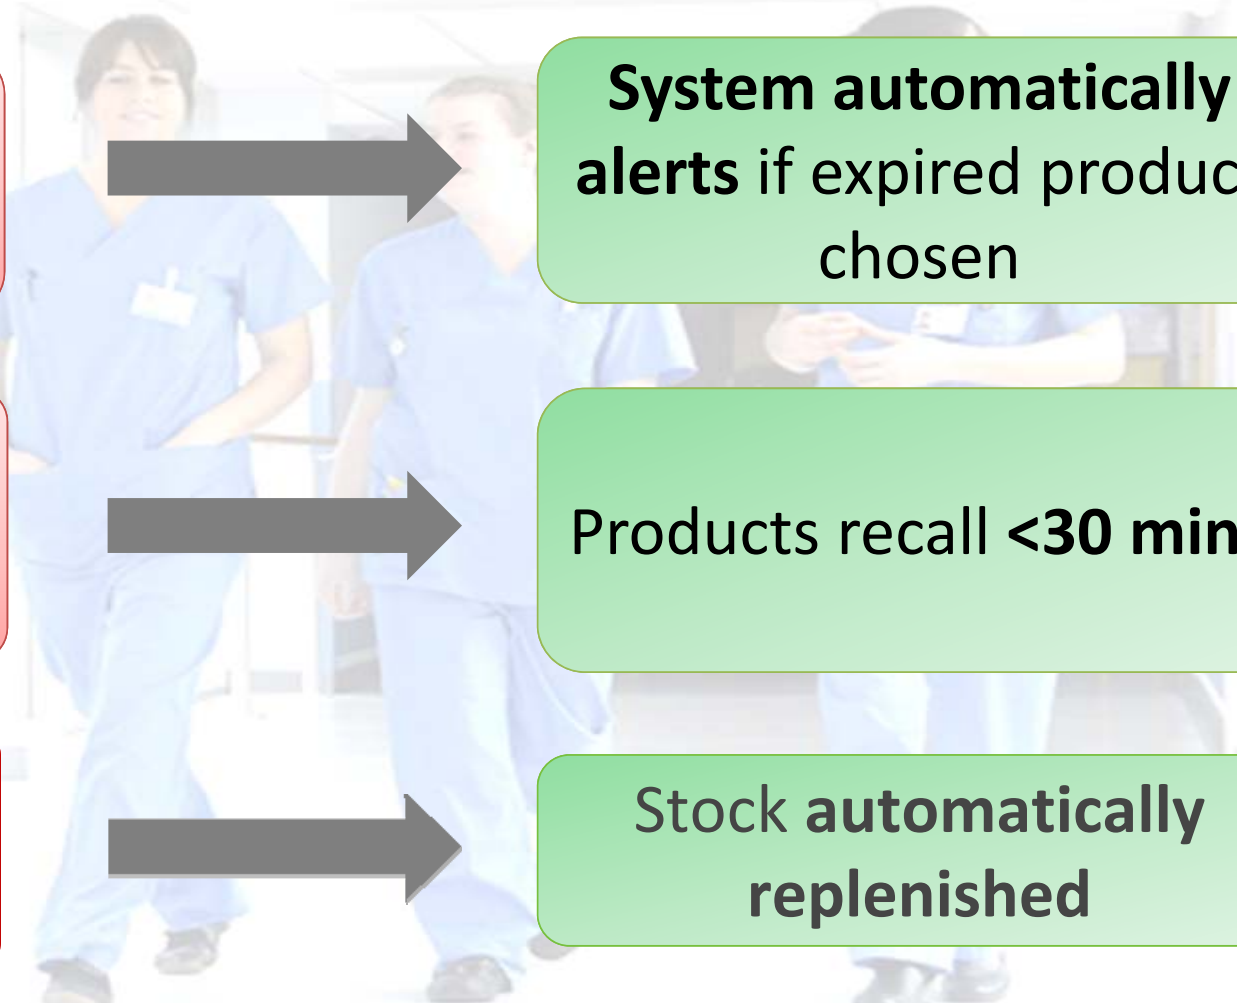 System automatically
alerts if expired produc
chosen
Products recall <30 min
Stock automatically
replenished